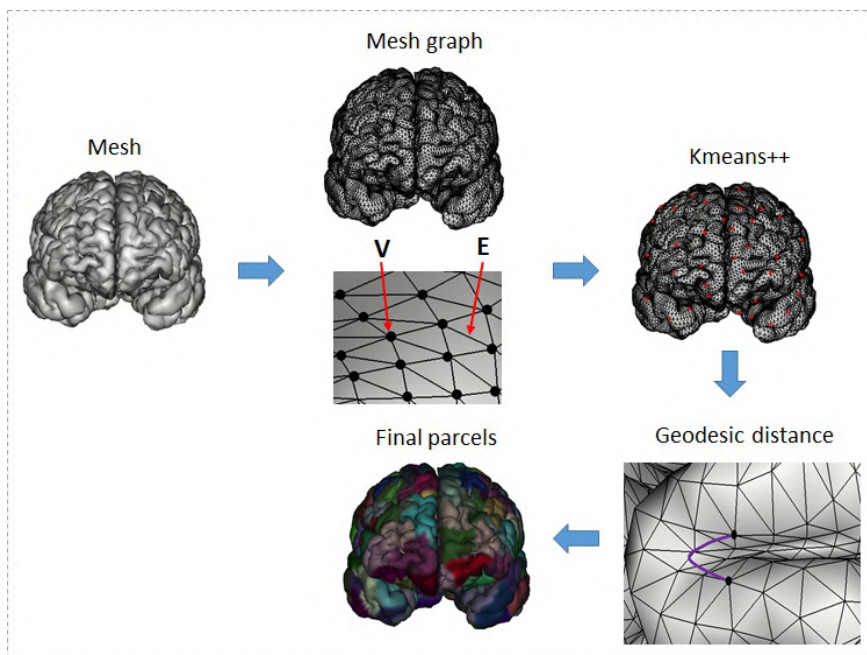 Mesh graph
Mesh
Kmeans++
V
E
Final parcels
Geodesic distance